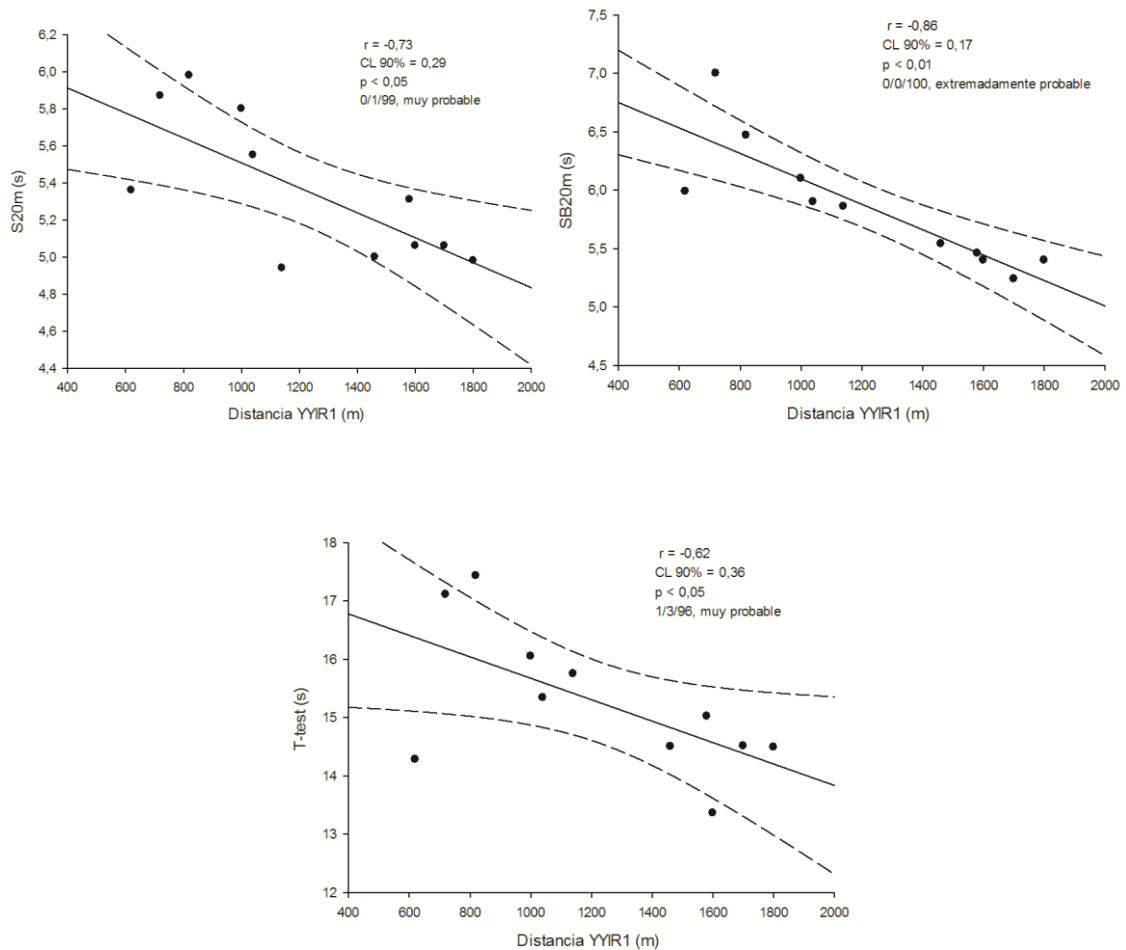 r = -0,73
CL 90% = 0,29
p < 0,05
0/1/99, muy probable
6,2
6,0
5,8
5,6
5,4
5,2
5,0
4,8
4,6
4,4
S20m (s)
400 600 800 1000 1200 1400 1600 1800 2000
Distancia YYIR1 (m)
r = -0,86
CL 90% = 0,17
p < 0,01
0/0/100, extremadamente probable
7,5
7,0
6,5
6,0
5,5
5,0
4,5
SB20m (s)
400 600 800 1000 1200 1400 1600 1800 2000
Distancia YYIR1 (m)
r = -0,62
CL 90% = 0,36
p < 0,05
1/3/96, muy probable
18
17
16
15
14
13
12
T-test (s)
400 600 800 1000 1200 1400 1600 1800 2000
Distancia YYIR1 (m)